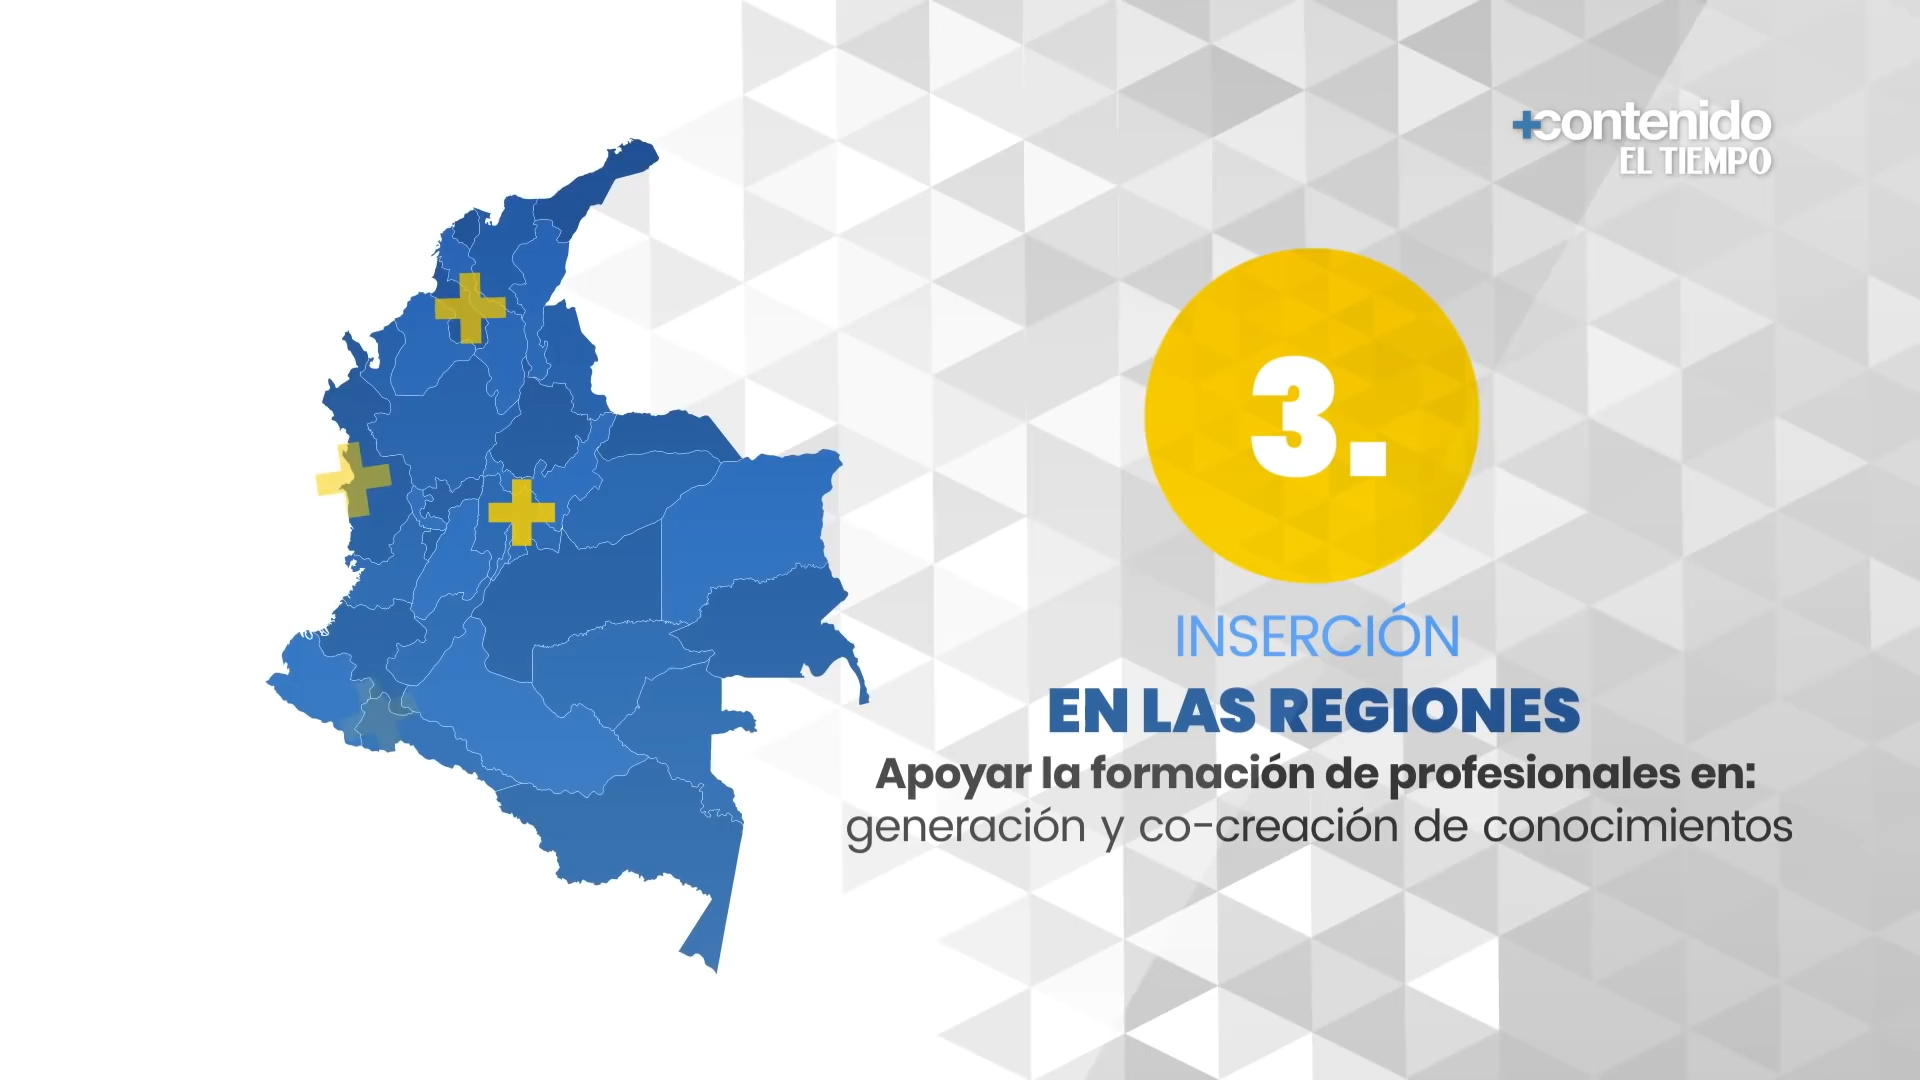 +contenido
EL TIEMPO
3.
INSERCIÓN
EN LAS REGIONES
Apoyar la formación de profesionales en:
generación y co-creación de conocimientos